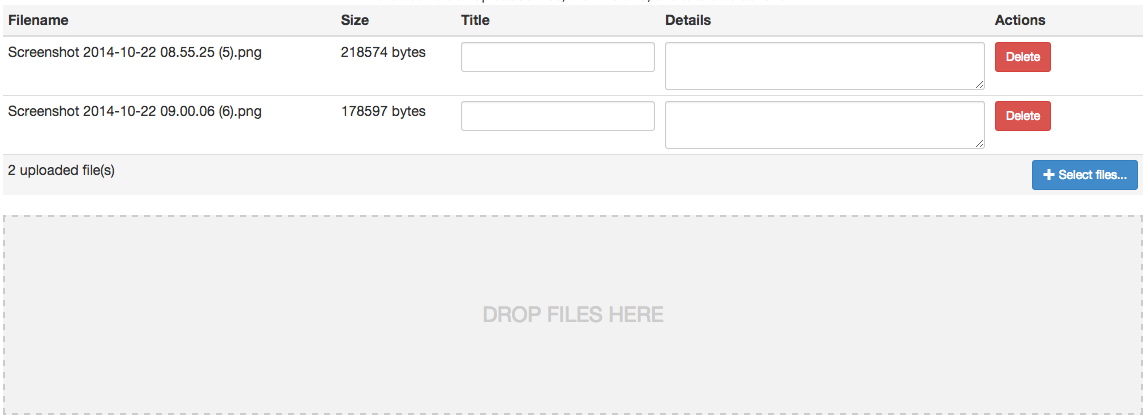 Filename Size Title Details Actions
Screenshot 2014-10-22 08.55.25 (5).png 218574 bytes Delete
Screenshot 2014-10-22 09.00.06 (6).png 178597 bytes Delete
2 uploaded file(s) Select files...
DROP FILES HERE